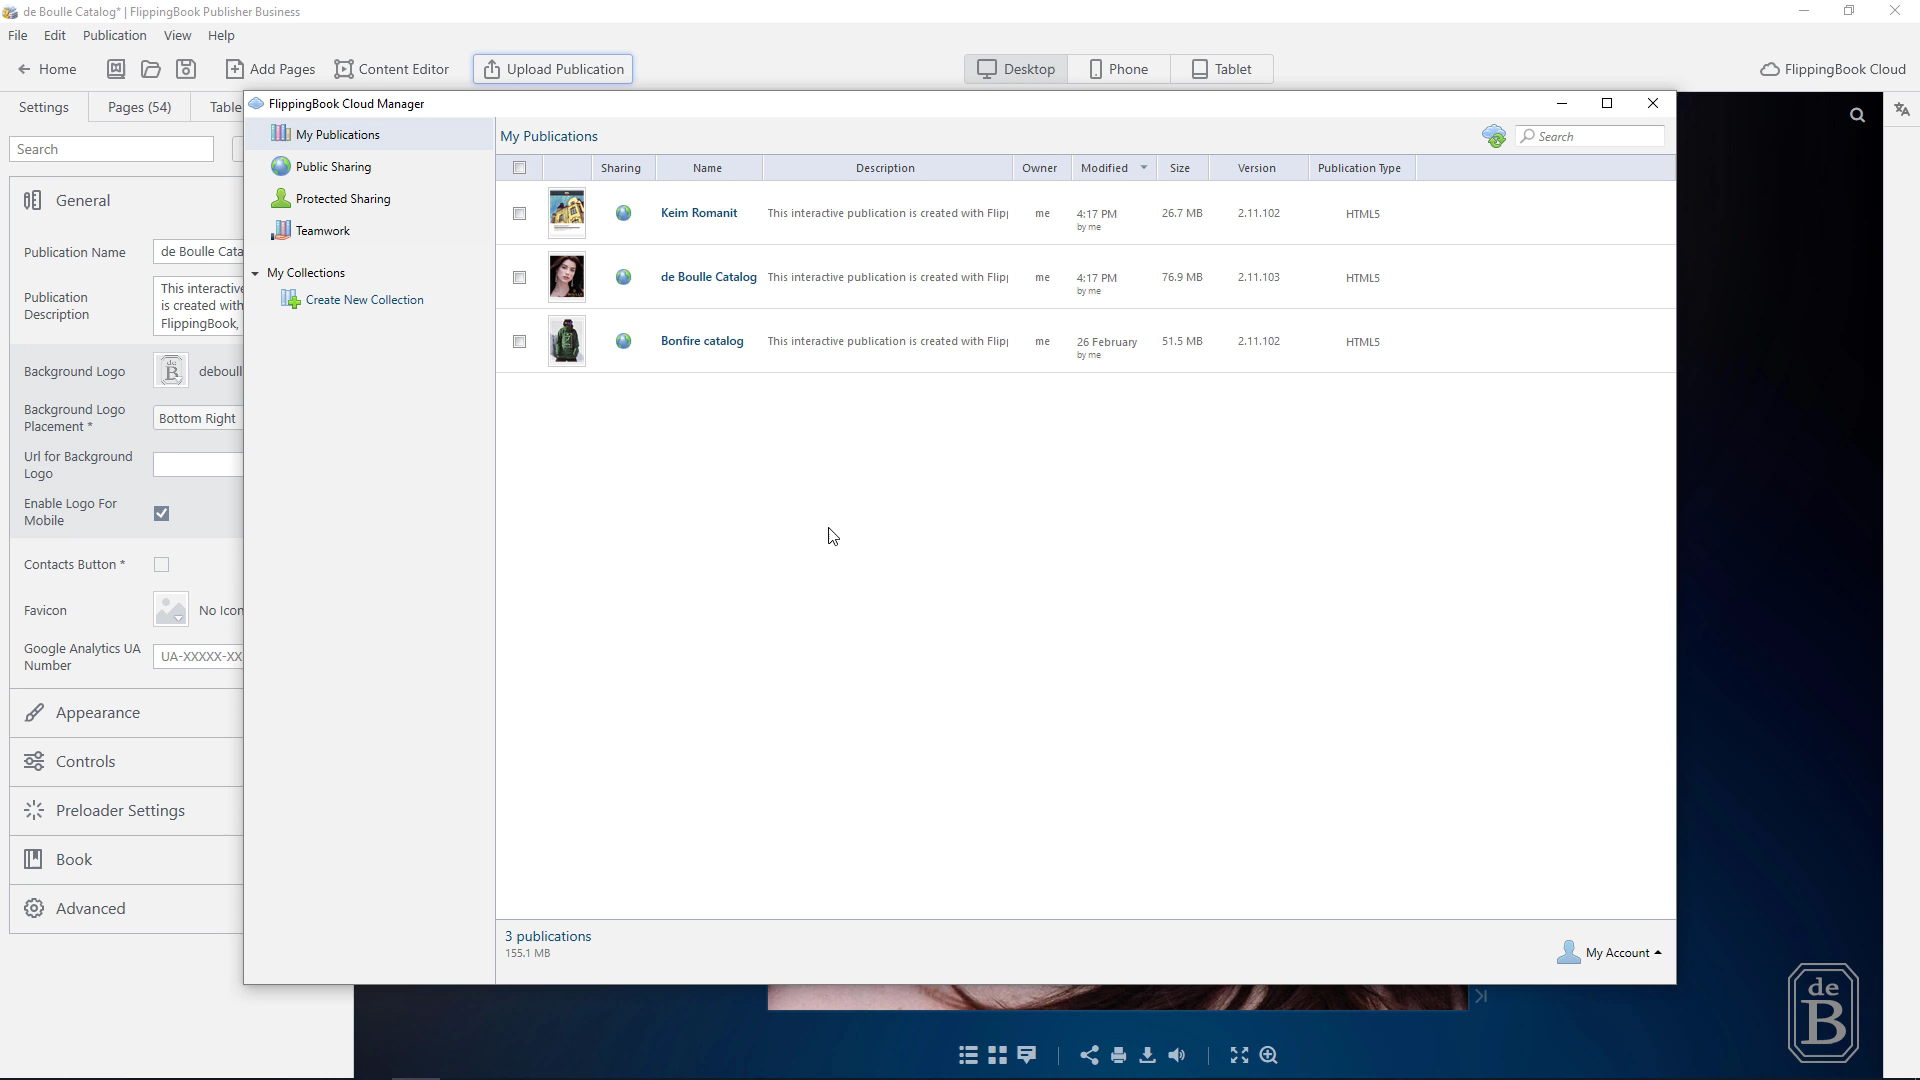 de Boulle Catalog* | FlippingBook Publisher Business
File Edit Publication View Help
Home Add Pages Content Editor Upload Publication Desktop Phone Tablet FlippingBook Cloud
Settings Pages (54) Table
Search
General
Publication Name de Boulle Cata
Publication
Description
This interactive
is created with
FlippingBook,
Background Logo deboull
Background Logo
Placement *
Bottom Right
Url for Background
Logo
Enable Logo For
Mobile
Contacts Button *
Favicon No Icon
Google Analytics UA
Number
UA-XXXXX-XX
Appearance
Controls
Preloader Settings
Book
Advanced
FlippingBook Cloud Manager
My Publications
Public Sharing
Protected Sharing
Teamwork
My Collections
Create New Collection
My Publications Search
Sharing Name Description Owner Modified Size Version Publication Type
Keim Romanit This interactive publication is created with Flip me 4:17 PM 26.7 MB 2.11.102 HTML5
by me
de Boulle Catalog This interactive publication is created with Flip me 4:17 PM 76.9 MB 2.11.103 HTML5
by me
Bonfire catalog This interactive publication is created with Flip me 26 February 51.5 MB 2.11.102 HTML5
by me
3 publications
155.1 MB
My Account
de
B